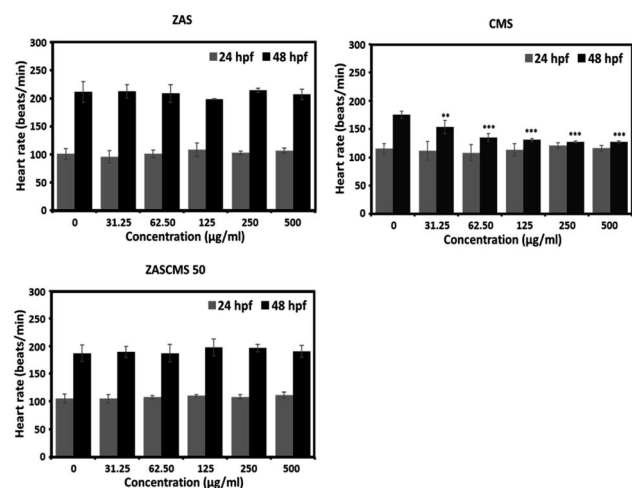 ZAS
Heart rate (beats/min)
300
250
200
150
100
50
0
24 hpf 48 hpf
0 31.25 62.50 125 250 500
Concentration (µg/ml)
CMS
Heart rate (beats/min)
300
250
200
150
100
50
0
24 hpf 48 hpf
** *** *** *** ***
0 31.25 62.50 125 250 500
Concentration (µg/ml)
ZASCMS 50
Heart rate (beats/min)
300
250
200
150
100
50
0
24 hpf 48 hpf
0 31.25 62.50 125 250 500
Concentration (µg/ml)